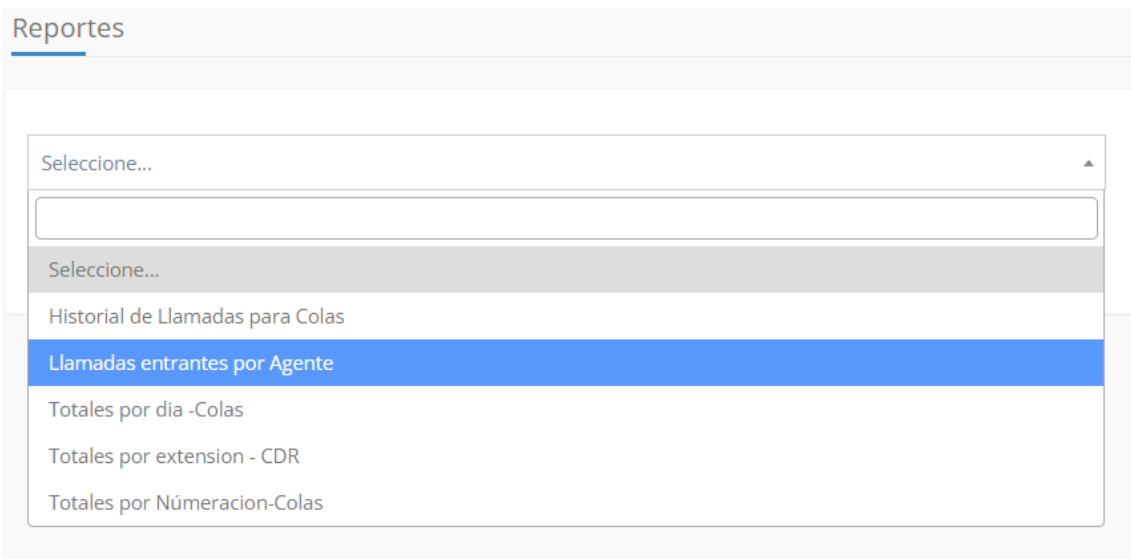 Reportes
Seleccione...
Seleccione...
Historial de Llamadas para Colas
Llamadas entrantes por Agente
Totales por dia -Colas
Totales por extension - CDR
Totales por Númeracion-Colas